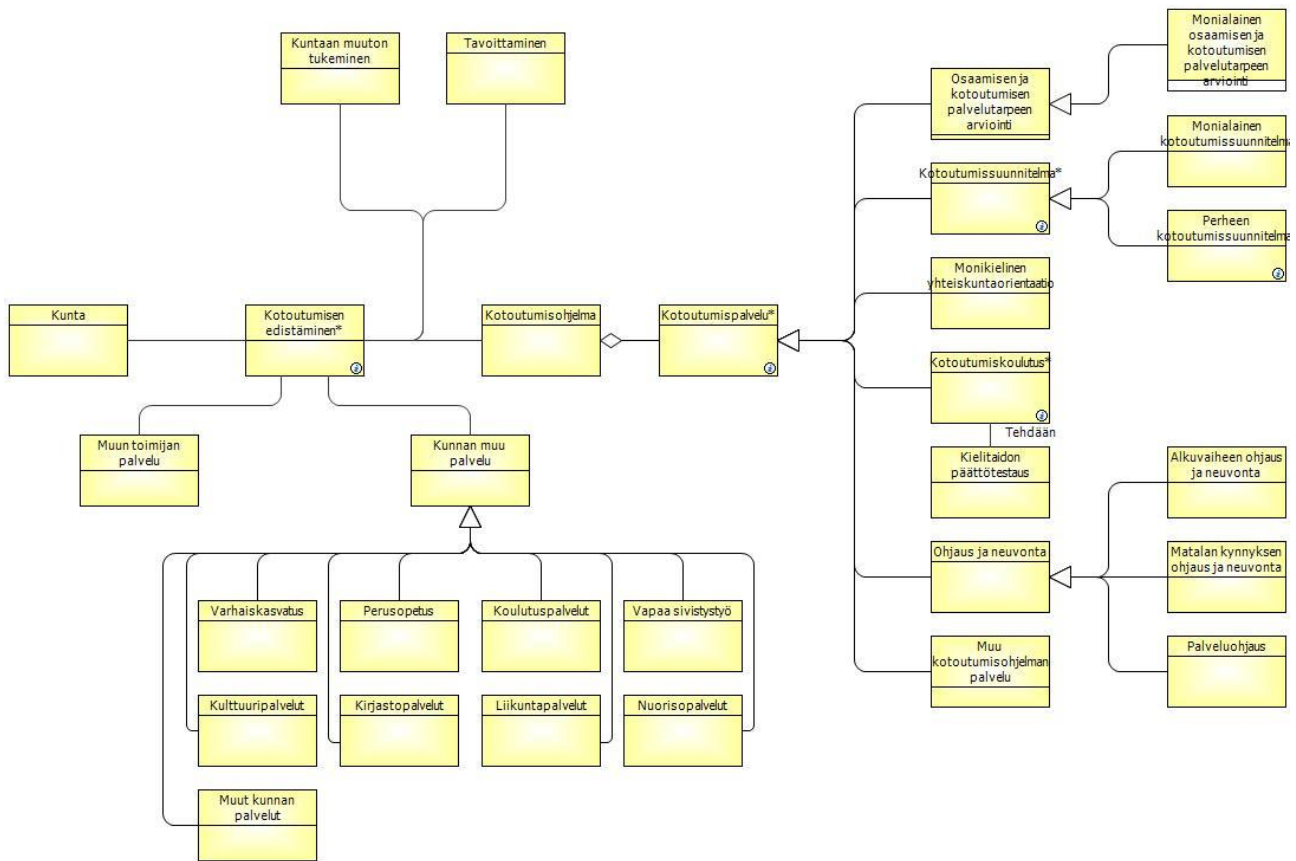 Kuntaan muuton
tukeminen
Tavoittaminen
Monialainen
osaamisen ja
kotoutumisen
palvelutarpeen
arviointi
Osaamisen ja
kotoutumisen
palvelutarpeen
arviointi
Monialainen
kotoutumissuunnitelma
Kotoutumissuunnitelma*
Perheen
kotoutumissuunnitelma
Monikielinen
yhteiskuntaorientaatio
Kunta
Kotoutumisen
edistäminen*
Kotoutumisohjelma
Kotoutumispalvelu*
Kotoutumiskoulutus*
Tehdään
Muun toimijan
palvelu
Kunnan muu
palvelu
Kielitaidon
päättötestaus
Alkuvaiheen ohjaus
ja neuvonta
Ohjaus ja neuvonta
Matalan kynnyksen
ohjaus ja neuvonta
Varhaiskasvatus
Perusopetus
Koulutuspalvelut
Vapaa sivistystyö
Muu
kotoutumisohjelman
palvelu
Palveluohjaus
Kulttuuripalvelut
Kirjastopalvelut
Liikuntapalvelut
Nuorisopalvelut
Muut kunnan
palvelut